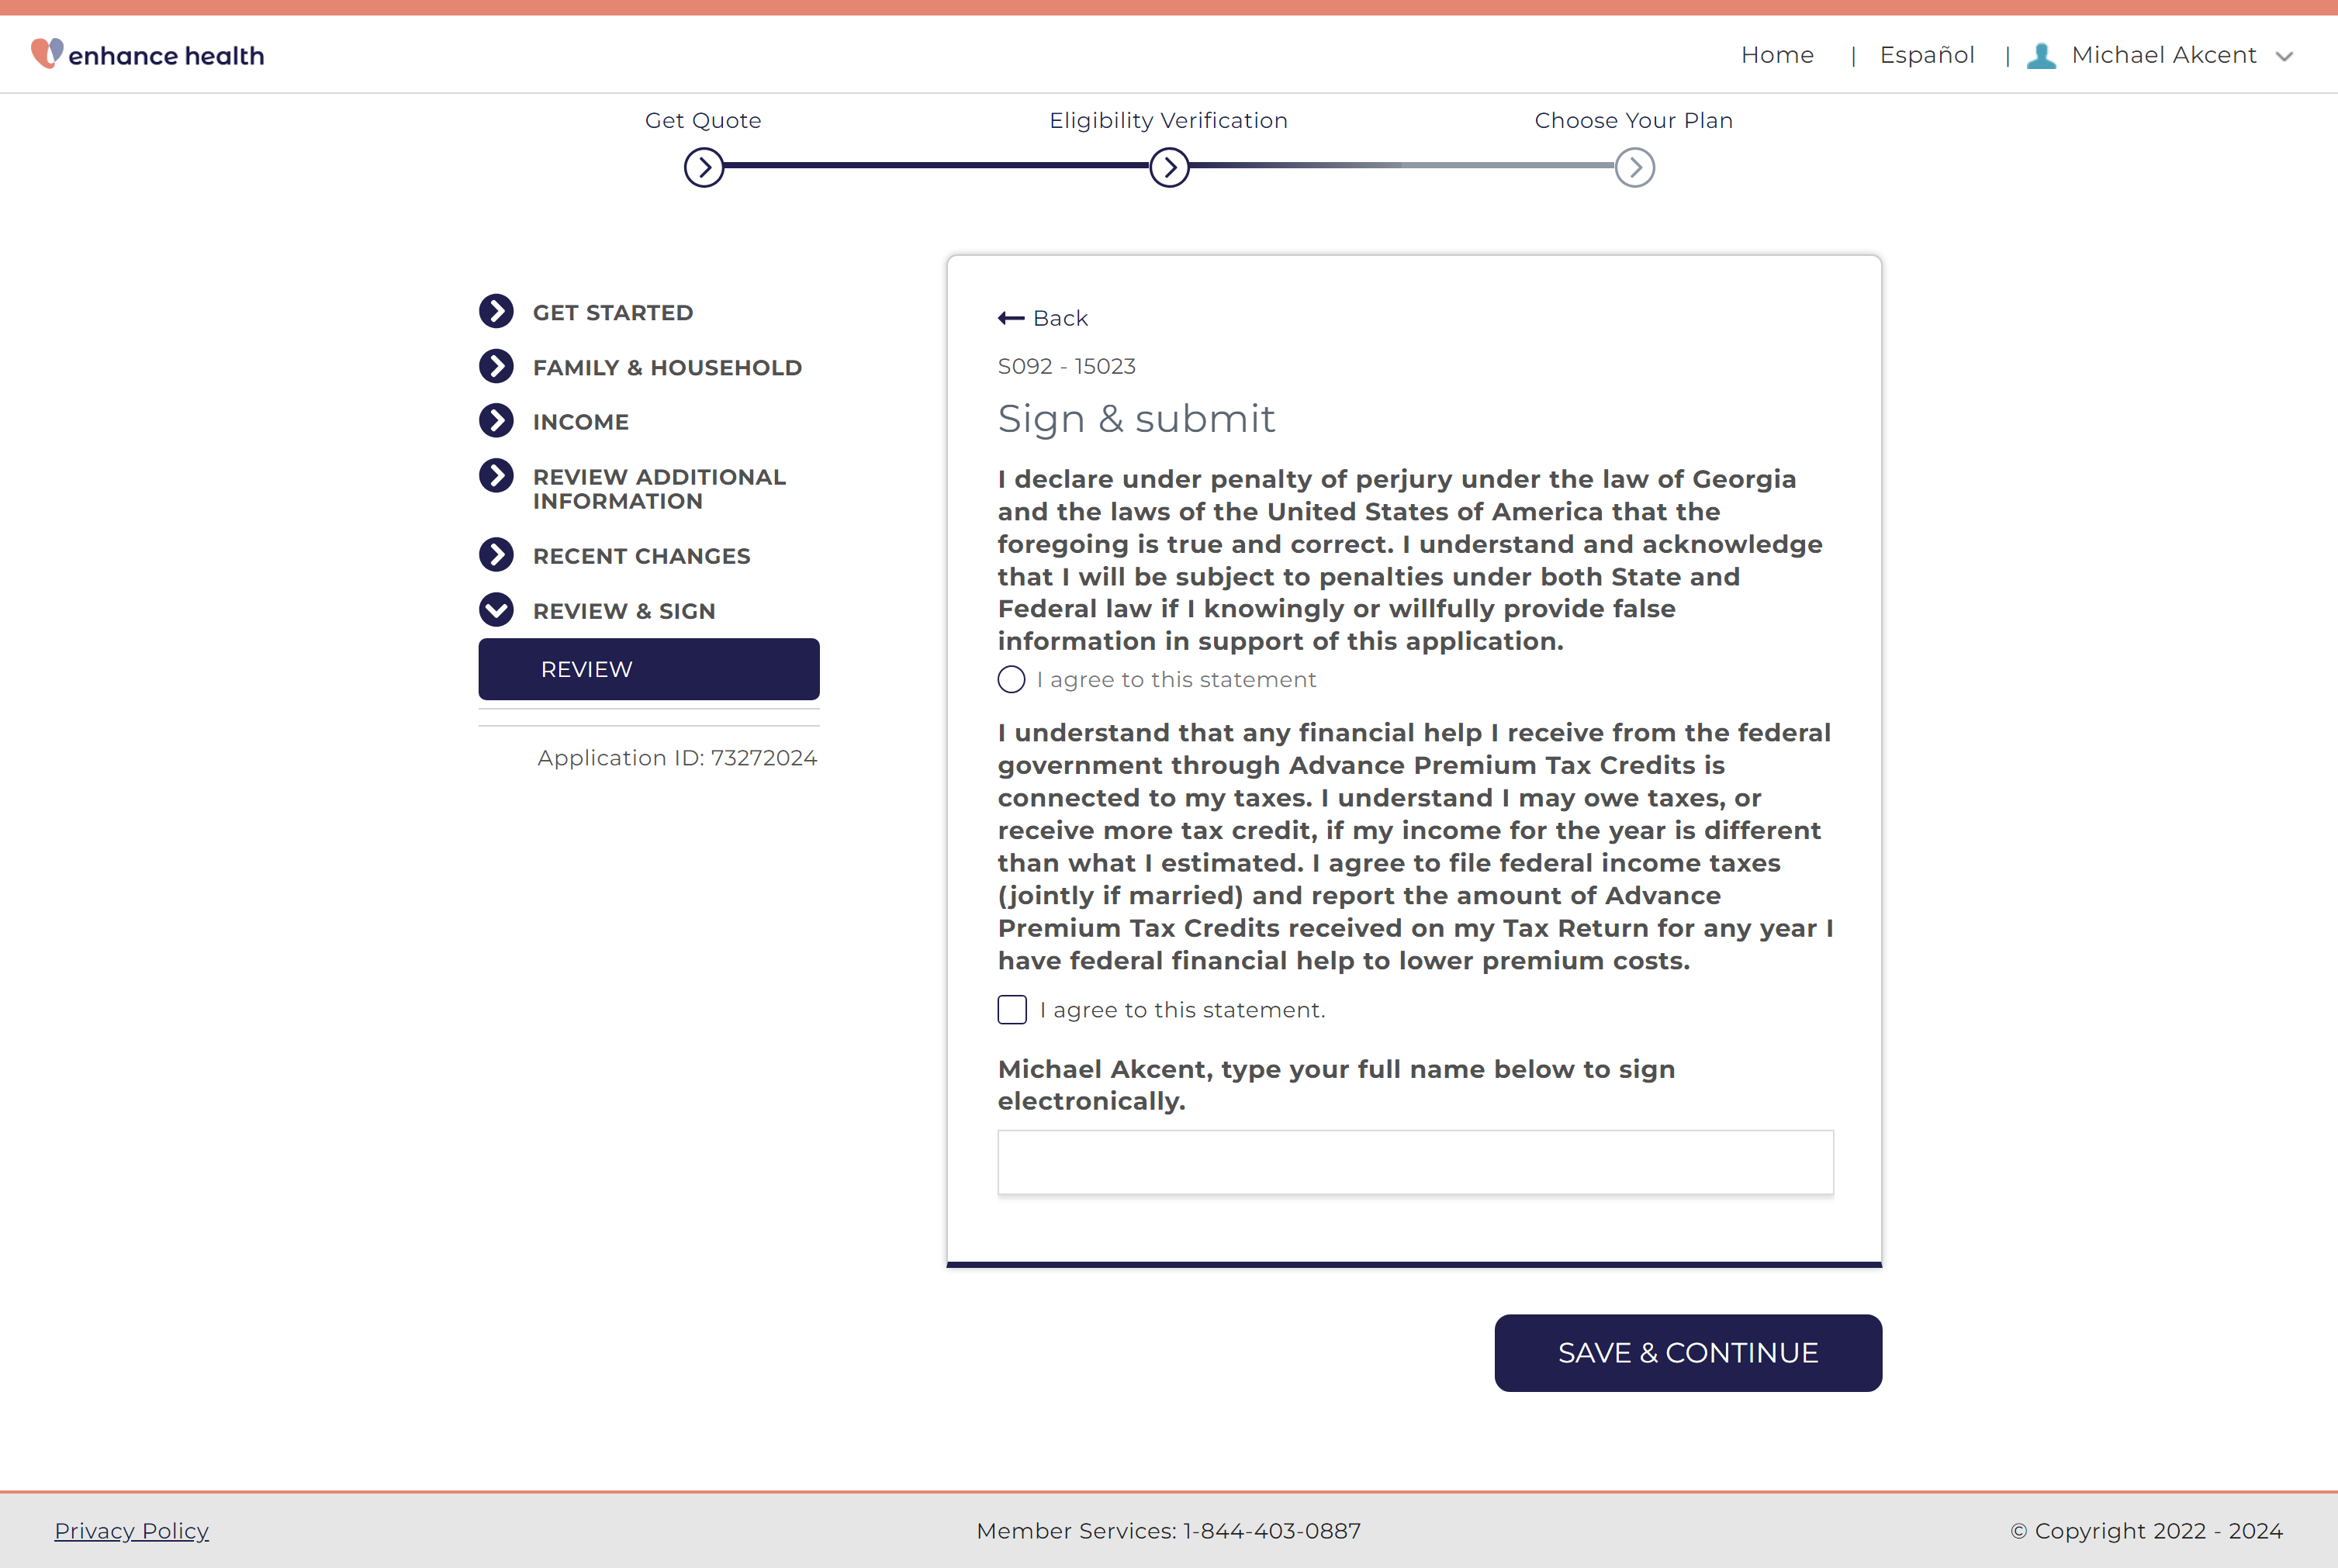 enhance health
Home | Español | Michael Akcent
Get Quote
Eligibility Verification
Choose Your Plan
GET STARTED
FAMILY & HOUSEHOLD
INCOME
REVIEW ADDITIONAL
INFORMATION
RECENT CHANGES
REVIEW & SIGN
REVIEW
Application ID: 73272024
Back
S092 - 15023
Sign & submit
I declare under penalty of perjury under the law of Georgia
and the laws of the United States of America that the
foregoing is true and correct. I understand and acknowledge
that I will be subject to penalties under both State and
Federal law if I knowingly or willfully provide false
information in support of this application.
I agree to this statement
I understand that any financial help I receive from the federal
government through Advance Premium Tax Credits is
connected to my taxes. I understand I may owe taxes, or
receive more tax credit, if my income for the year is different
than what I estimated. I agree to file federal income taxes
(jointly if married) and report the amount of Advance
Premium Tax Credits received on my Tax Return for any year I
have federal financial help to lower premium costs.
I agree to this statement.
Michael Akcent, type your full name below to sign
electronically.
SAVE & CONTINUE
Privacy Policy
Member Services: 1-844-403-0887
© Copyright 2022 - 2024